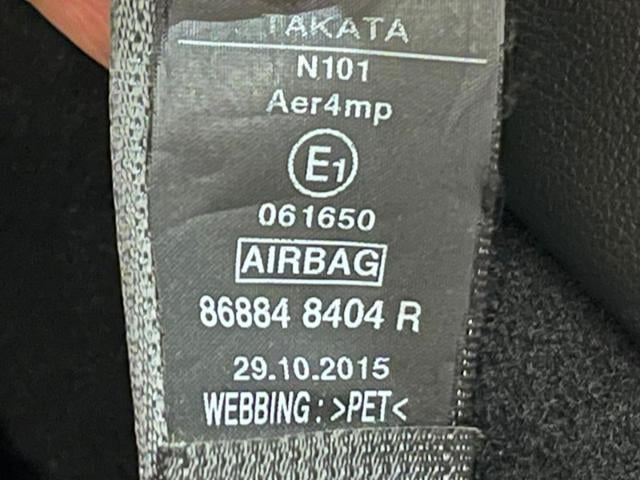 TAKATA
N101
Aer4mp
E1
061650
AIRBAG
86884 8404 R
29.10.2015
WEBBING : >PET<